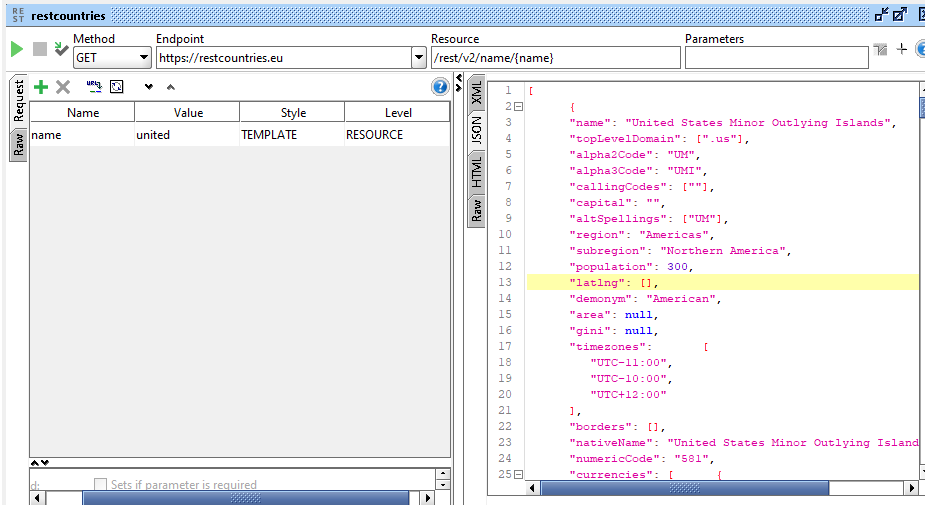 RE
ST restcountries
Method Endpoint Resource Parameters
GET https://restcountries.eu /rest/v2/name/{name}
Request
Raw
Name Value Style Level
name united TEMPLATE RESOURCE
Sets if parameter is required
d:
XML
JSON
HTML
Raw
1 [
2 {
3 "name": "United States Minor Outlying Islands",
4 "topLevelDomain": [".us"],
5 "alpha2Code": "UM",
6 "alpha3Code": "UMI",
7 "callingCodes": [""],
8 "capital": "",
9 "altSpellings": ["UM"],
10 "region": "Americas",
11 "subregion": "Northern America",
12 "population": 300,
13 "latlng": [],
14 "demonym": "American",
15 "area": null,
16 "gini": null,
17 "timezones": [
18 "UTC-11:00",
19 "UTC-10:00",
20 "UTC+12:00"
21 ],
22 "borders": [],
23 "nativeName": "United States Minor Outlying Island
24 "numericCode": "581",
25 "currencies": [ {